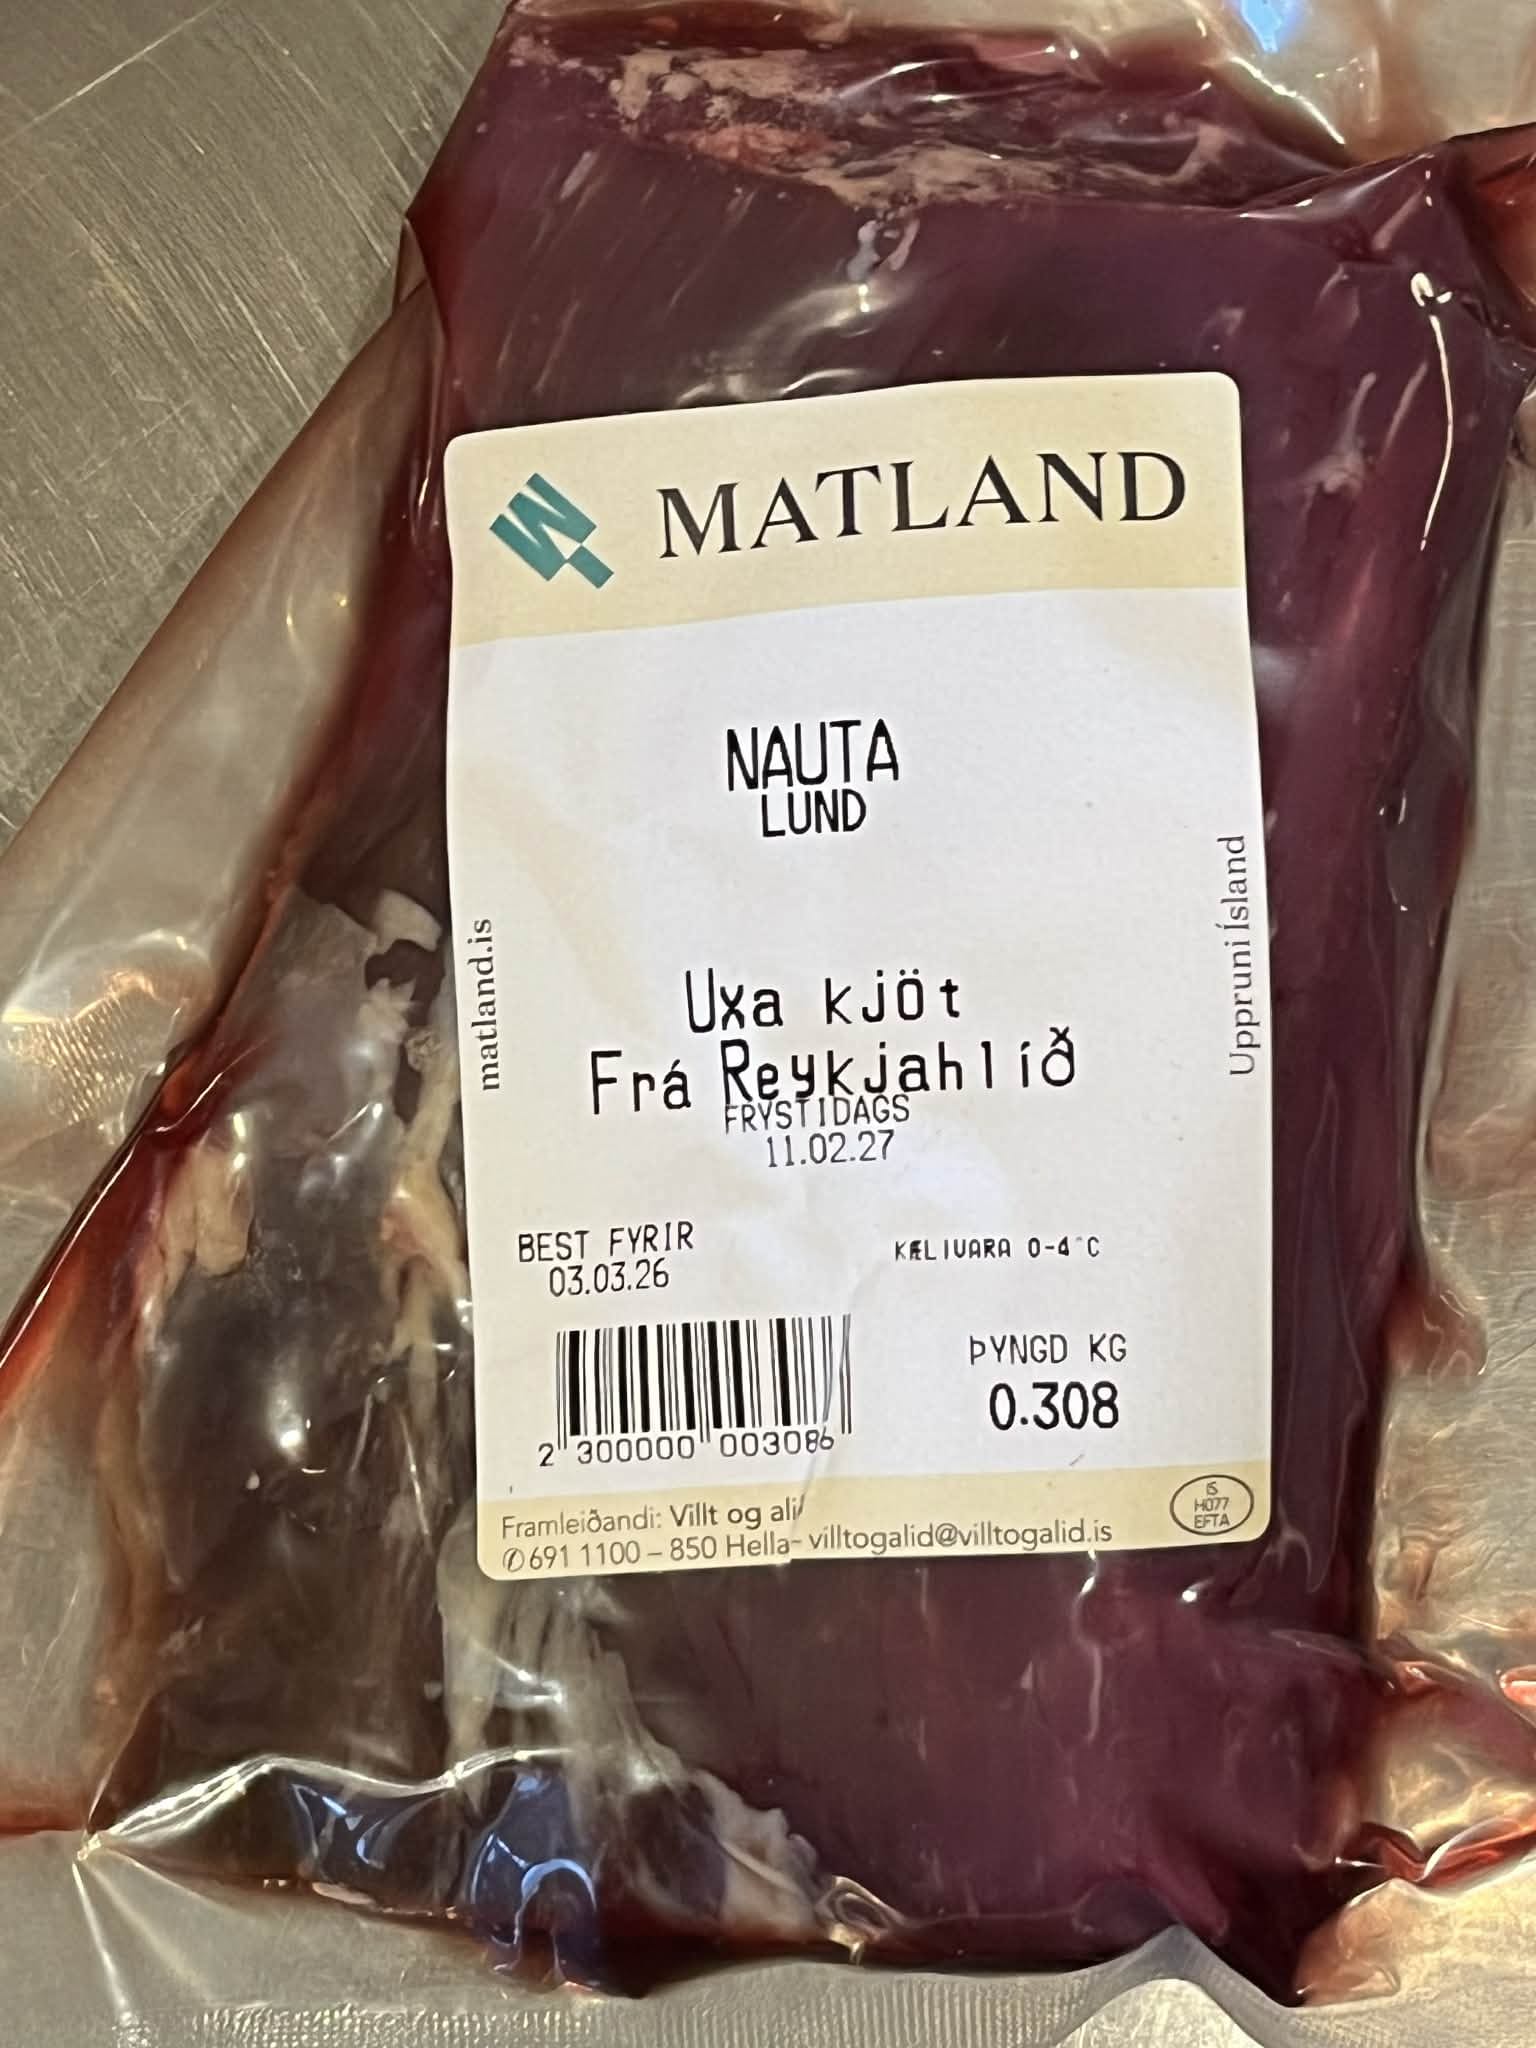 MATLAND
NAUTA
LUND
matland.is
Uppruni Ísland
Uxa kjöt
Frá Reykjahlíð
FRYSTIDAGS
11.02.27
BEST FYRIR
03.03.26
KÆLIVARA 0-4°C
ÞYNGD KG
0.308
2 300000 003086
Framleiðandi: Villt og ali
✆691 1100 – 850 Hella- villtogalid@villtogalid.is
IS
H077
EFTA